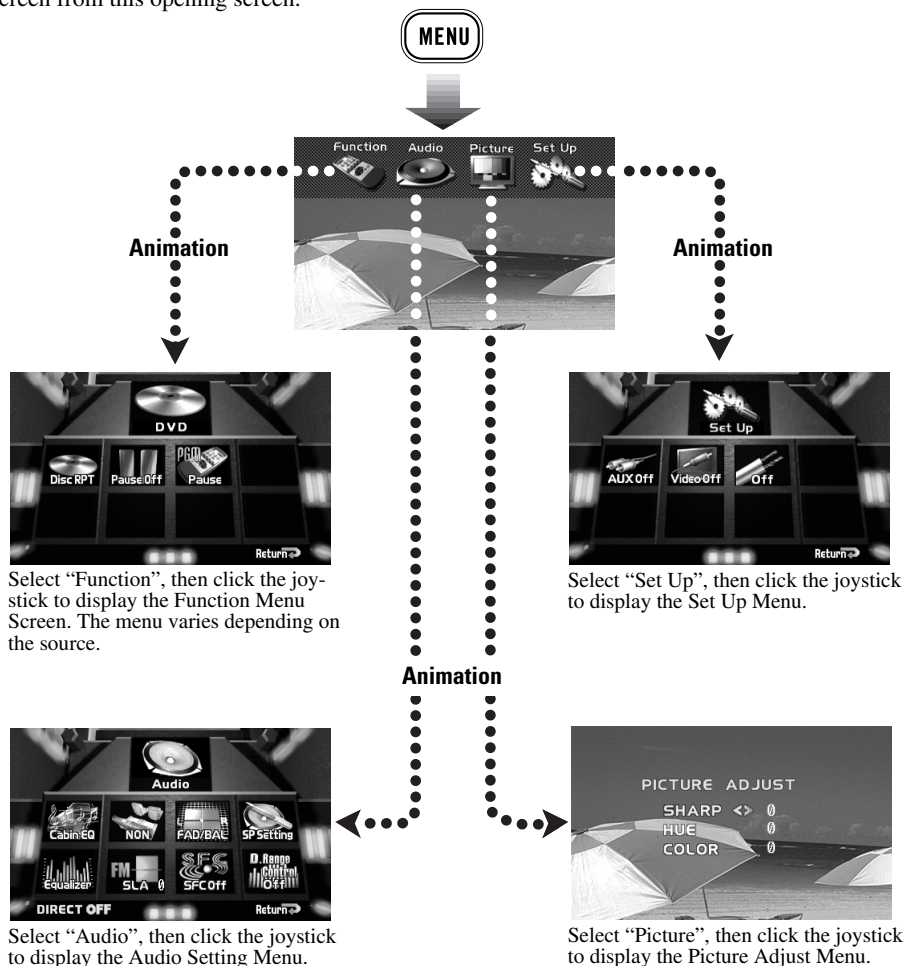 screen from this opening screen.
MENU
Function Audio Picture Set Up
Animation
Animation
DVD
Disc RPT Pause Off PGM Pause
Return
Set Up
AUX Off Video Off Off
Return
Select “Function”, then click the joy-
stick to display the Function Menu
Screen. The menu varies depending on
the source.
Select “Set Up”, then click the joystick
to display the Set Up Menu.
Animation
Audio
Cabin EQ NON L R FAD/BAL SP Setting
Equalizer FM SLA 0 SFC SFC Off D.Range Control Off
DIRECT OFF Return
PICTURE ADJUST
SHARP <> 0
HUE 0
COLOR 0
Select “Audio”, then click the joystick
to display the Audio Setting Menu.
Select “Picture”, then click the joystick
to display the Picture Adjust Menu.